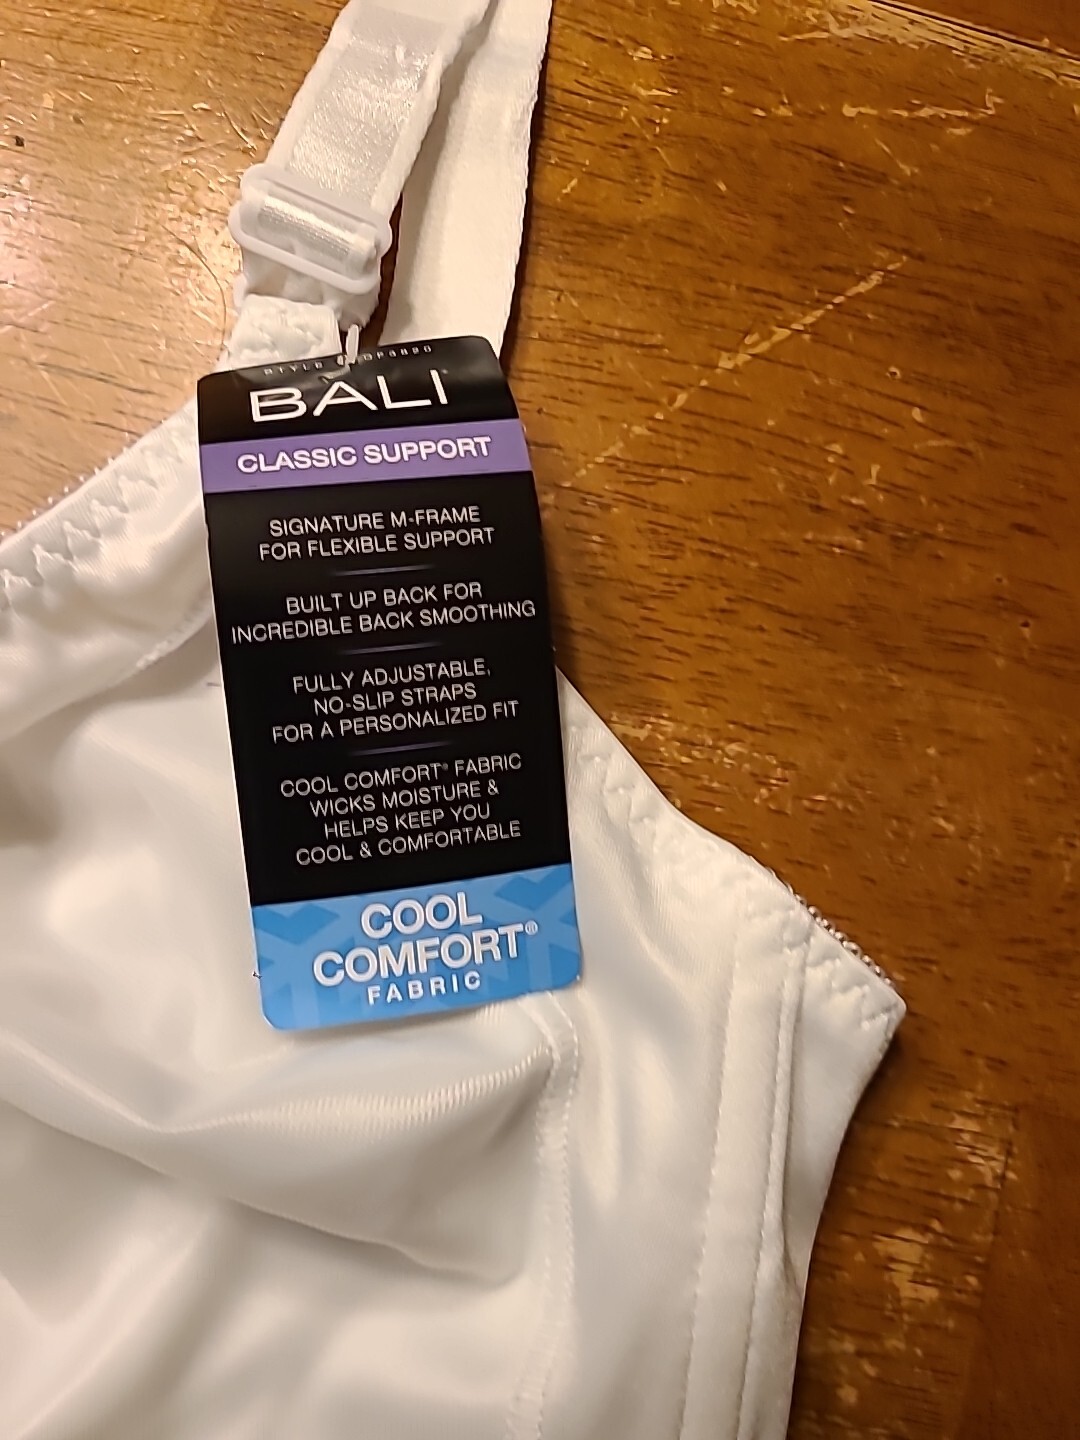 STYLE
BALI
CLASSIC SUPPORT
SIGNATURE M-FRAME
FOR FLEXIBLE SUPPORT
BUILT UP BACK FOR
INCREDIBLE BACK SMOOTHING
FULLY ADJUSTABLE,
NO-SLIP STRAPS
FOR A PERSONALIZED FIT
COOL COMFORT® FABRIC
WICKS MOISTURE &
HELPS KEEP YOU
COOL & COMFORTABLE
COOL
COMFORT®
FABRIC